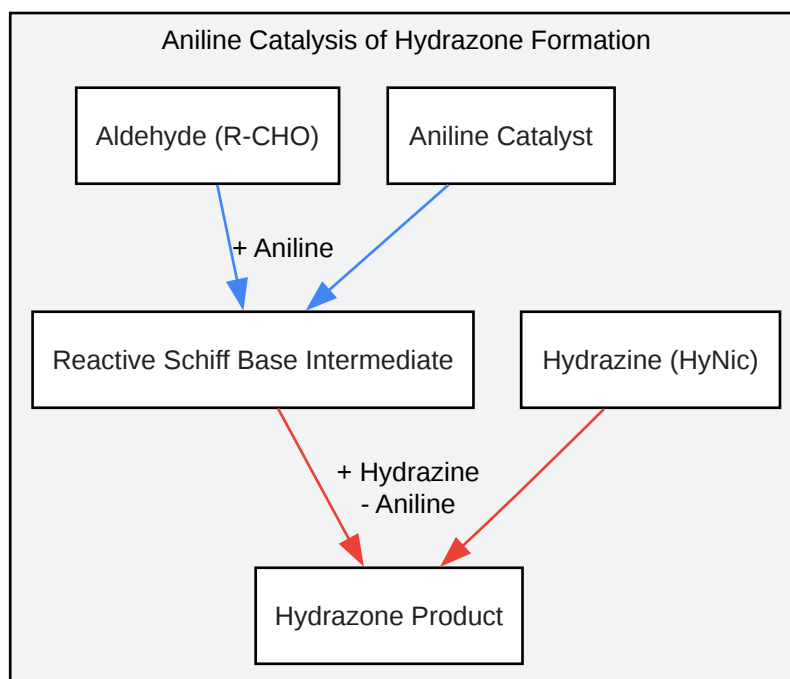 Aniline Catalysis of Hydrazone Formation
Aldehyde (R-CHO)
Aniline Catalyst
+ Aniline
Reactive Schiff Base Intermediate
Hydrazine (HyNic)
+ Hydrazine
- Aniline
Hydrazone Product